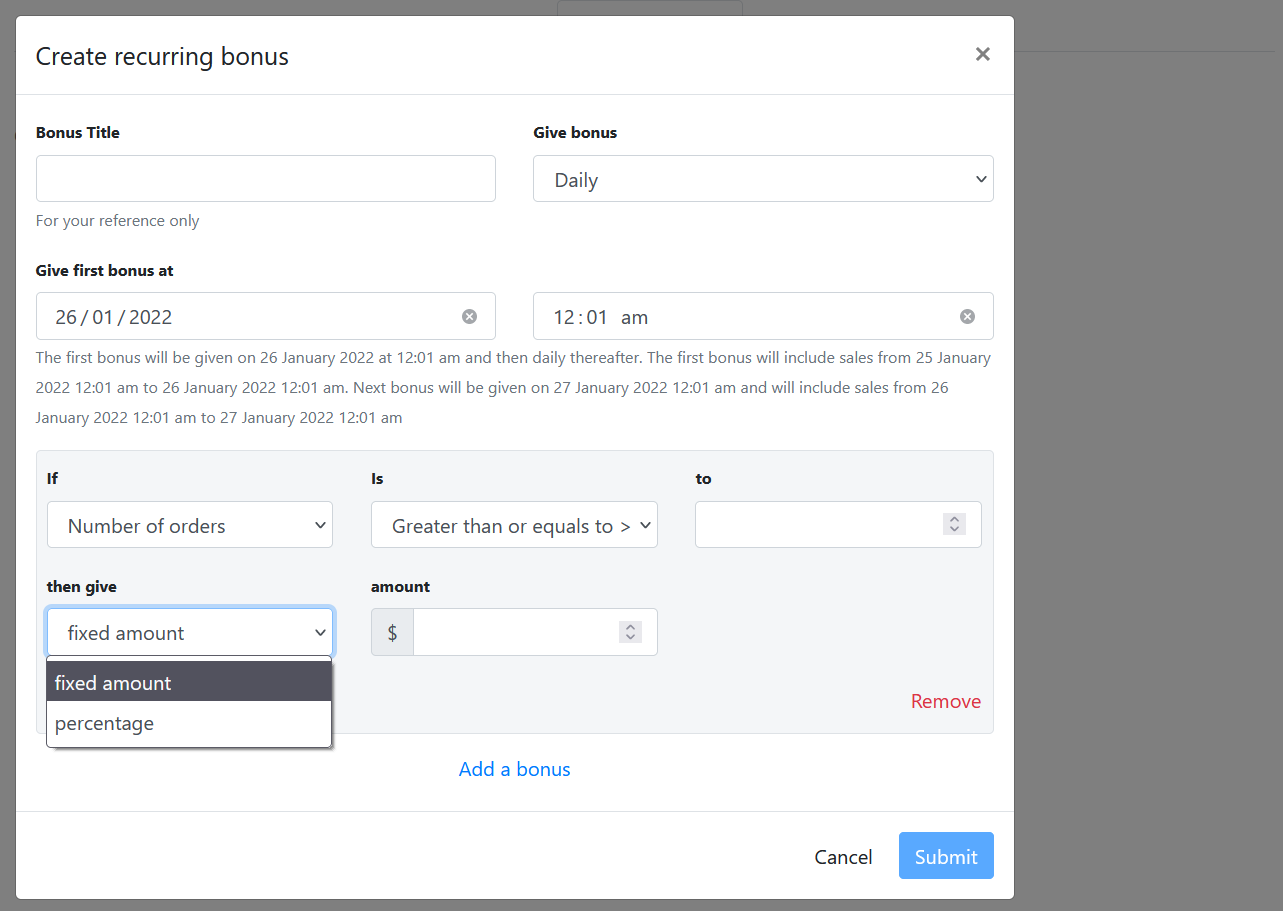 Create recurring bonus
Bonus Title
Give bonus
Daily
For your reference only
Give first bonus at
26/01/2022
12:01 am
The first bonus will be given on 26 January 2022 at 12:01 am and then daily thereafter. The first bonus will include sales from 25 January
2022 12:01 am to 26 January 2022 12:01 am. Next bonus will be given on 27 January 2022 12:01 am and will include sales from 26
January 2022 12:01 am to 27 January 2022 12:01 am
If
Is
to
Number of orders
Greater than or equals to >
then give
amount
fixed amount
$
fixed amount
percentage
Remove
Add a bonus
Cancel
Submit